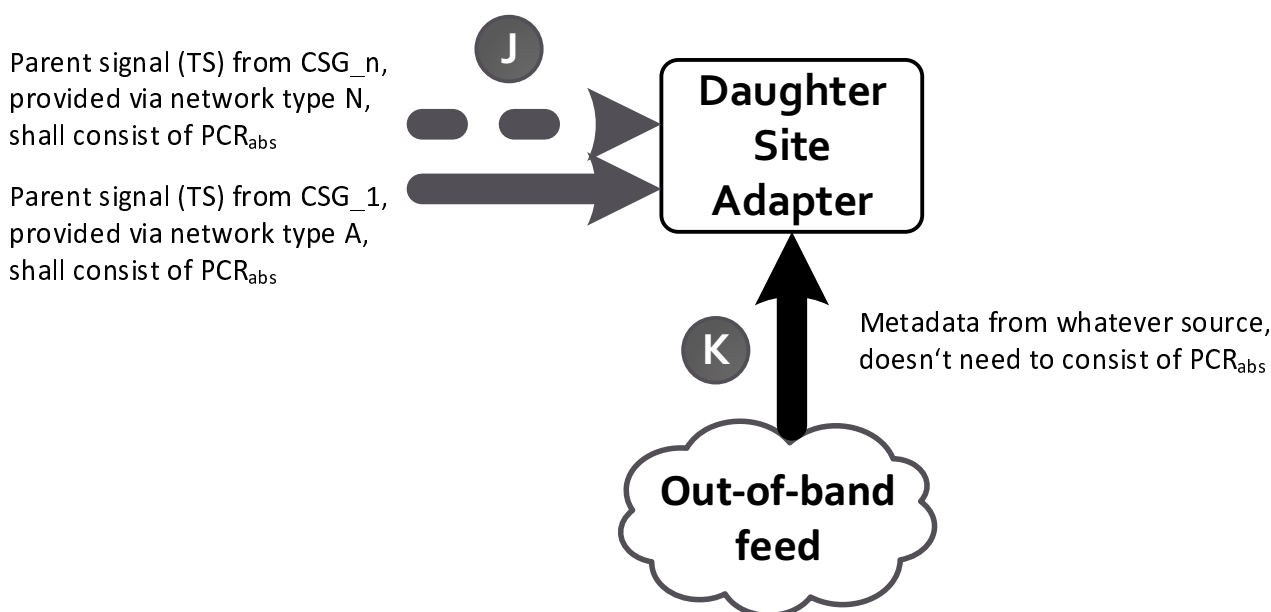 J
Parent signal (TS) from CSG_n,
provided via network type N,
shall consist of PCRabs
Parent signal (TS) from CSG_1,
provided via network type A,
shall consist of PCRabs
Daughter
Site
Adapter
K
Metadata from whatever source,
doesn‘t need to consist of PCRabs
Out-of-band
feed